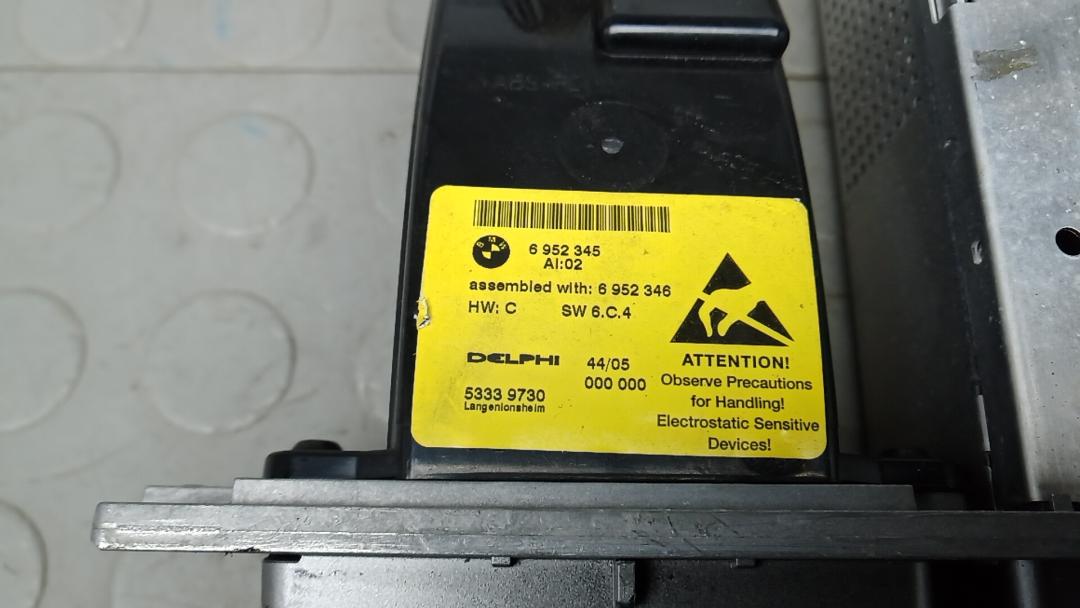 BMW
6 952 345
AI:02
assembled with: 6 952 346
HW: C SW 6.C.4
DELPHI 44/05
000 000
5333 9730
Langenlonsheim
ATTENTION!
Observe Precautions
for Handling!
Electrostatic Sensitive
Devices!